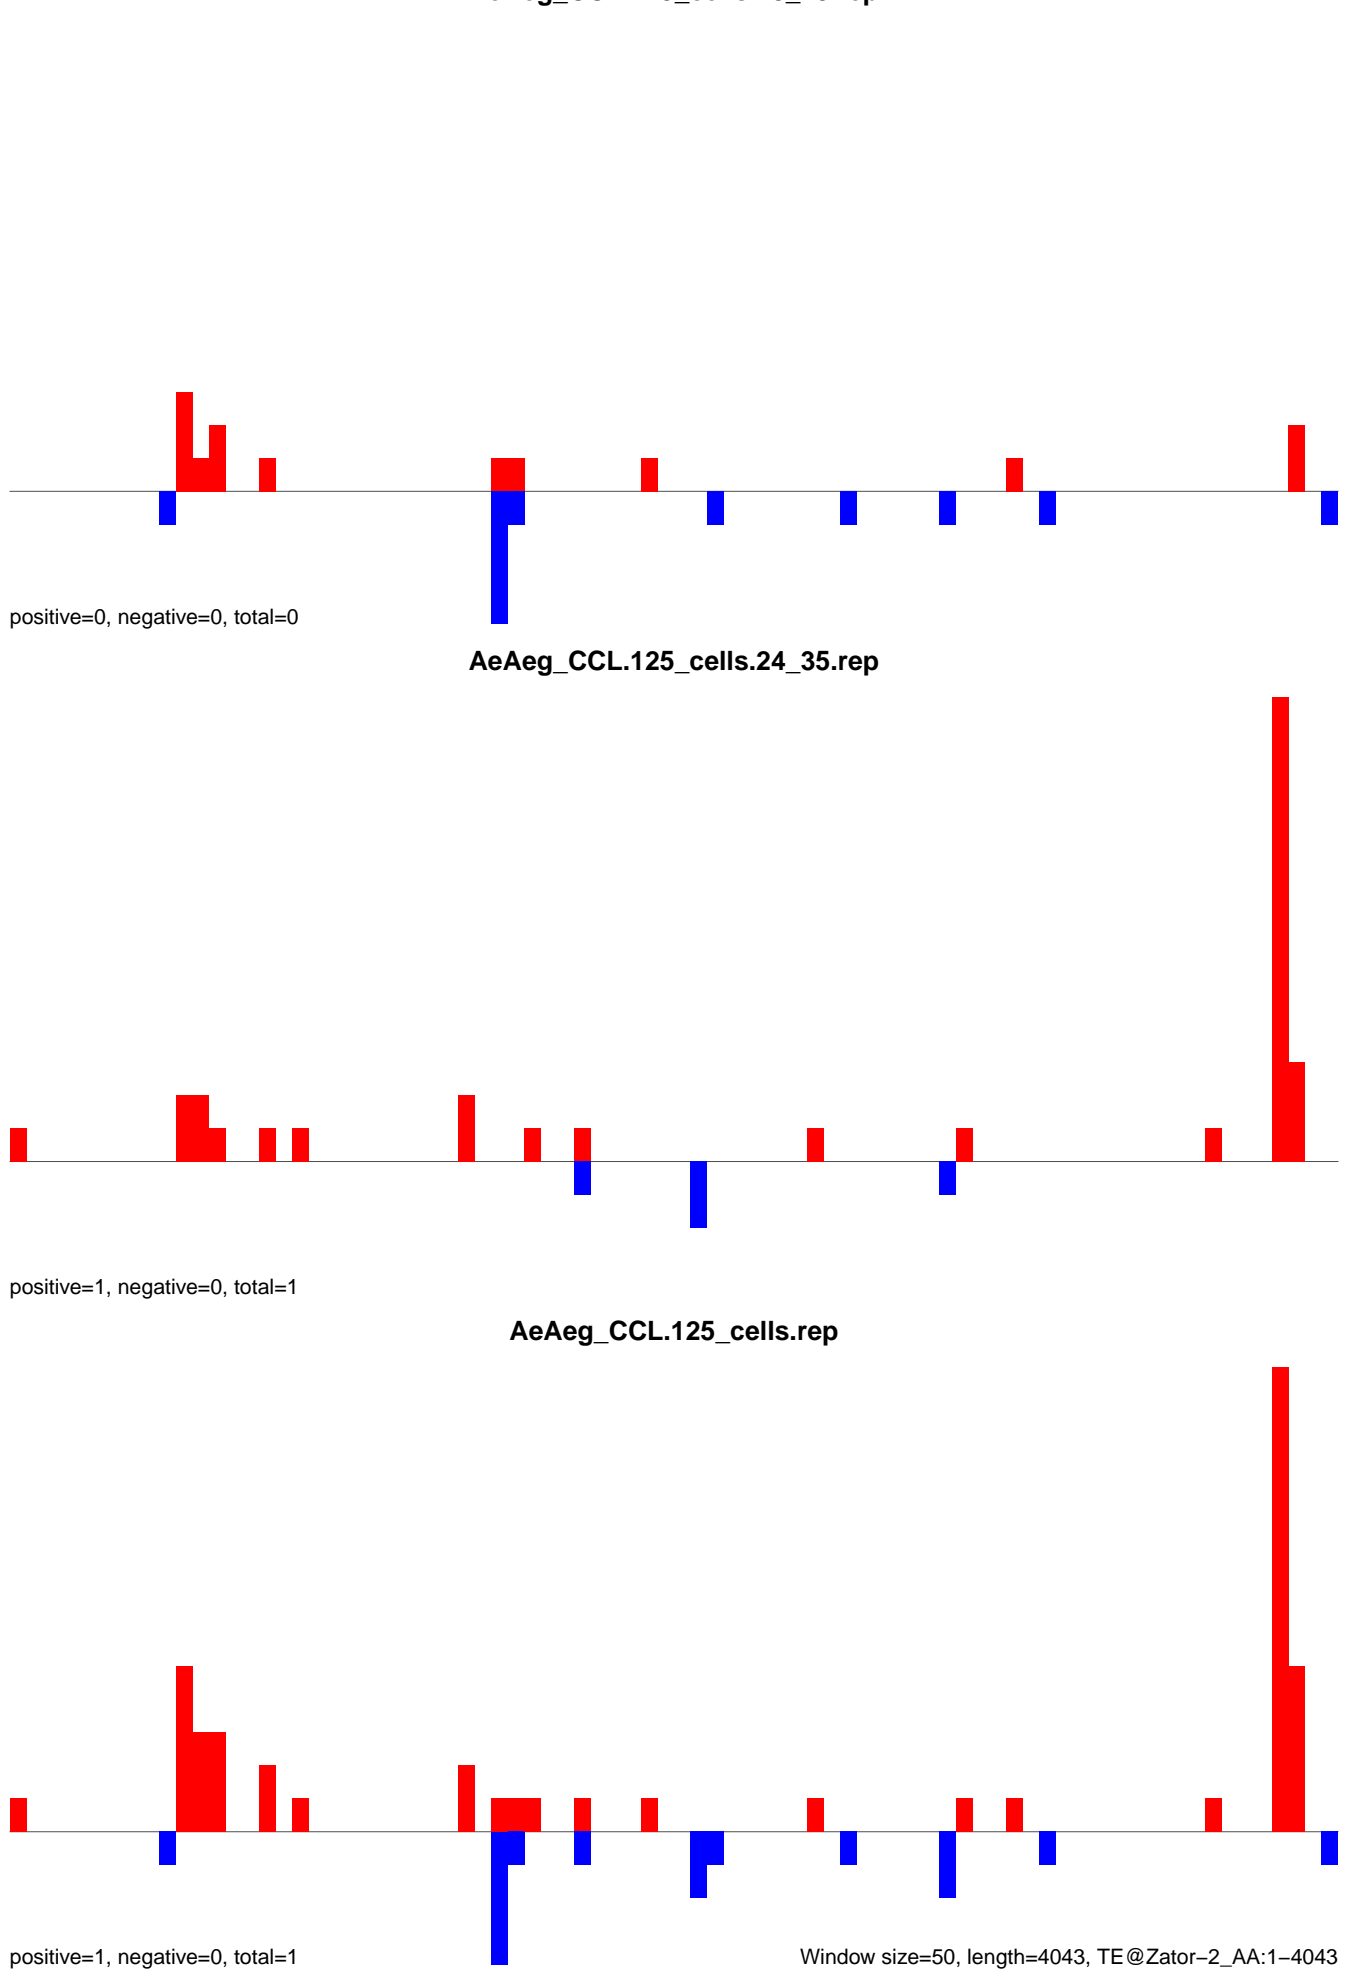 positive=0, negative=0, total=0
AeAeg_CCL.125_cells.24_35.rep
positive=1, negative=0, total=1
AeAeg_CCL.125_cells.rep
positive=1, negative=0, total=1
Window size=50, length=4043, TE@Zator−2_AA:1−4043